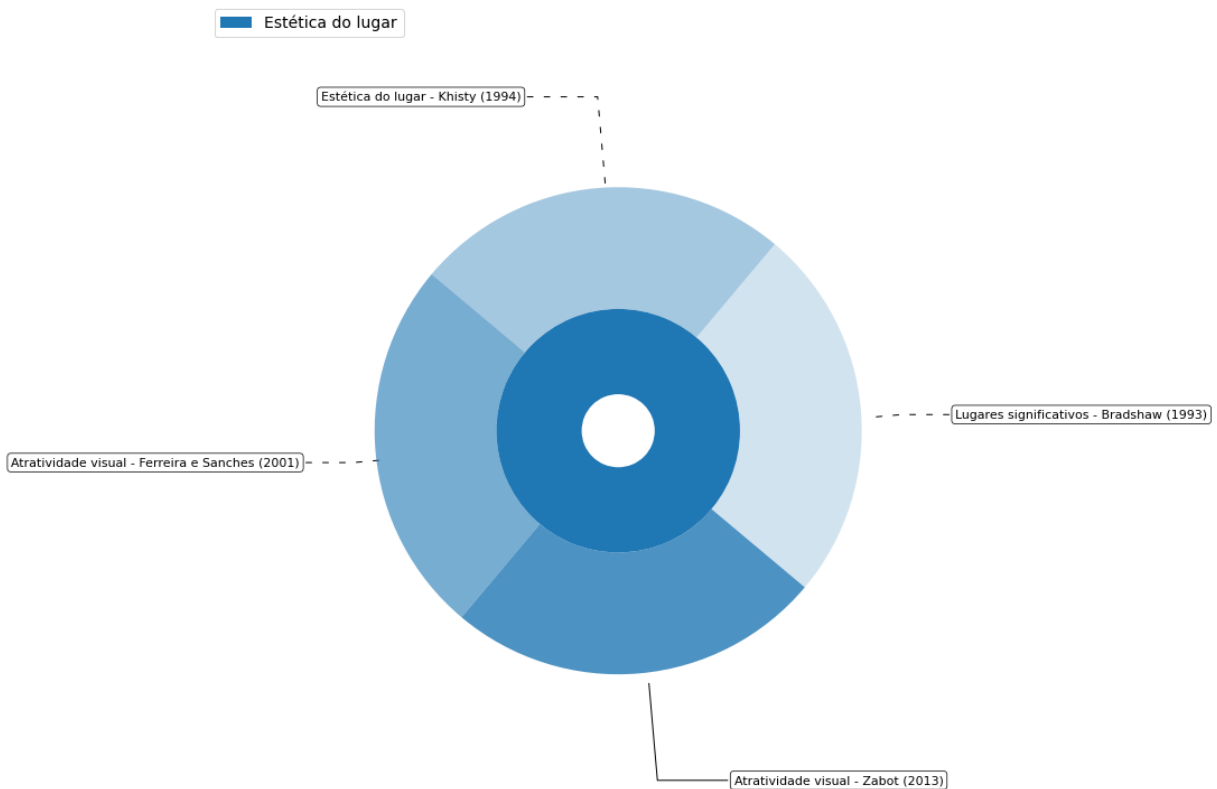 Estética do lugar
Estética do lugar - Khisty (1994)
Lugares significativos - Bradshaw (1993)
Atratividade visual - Ferreira e Sanches (2001)
Atratividade visual - Zabot (2013)